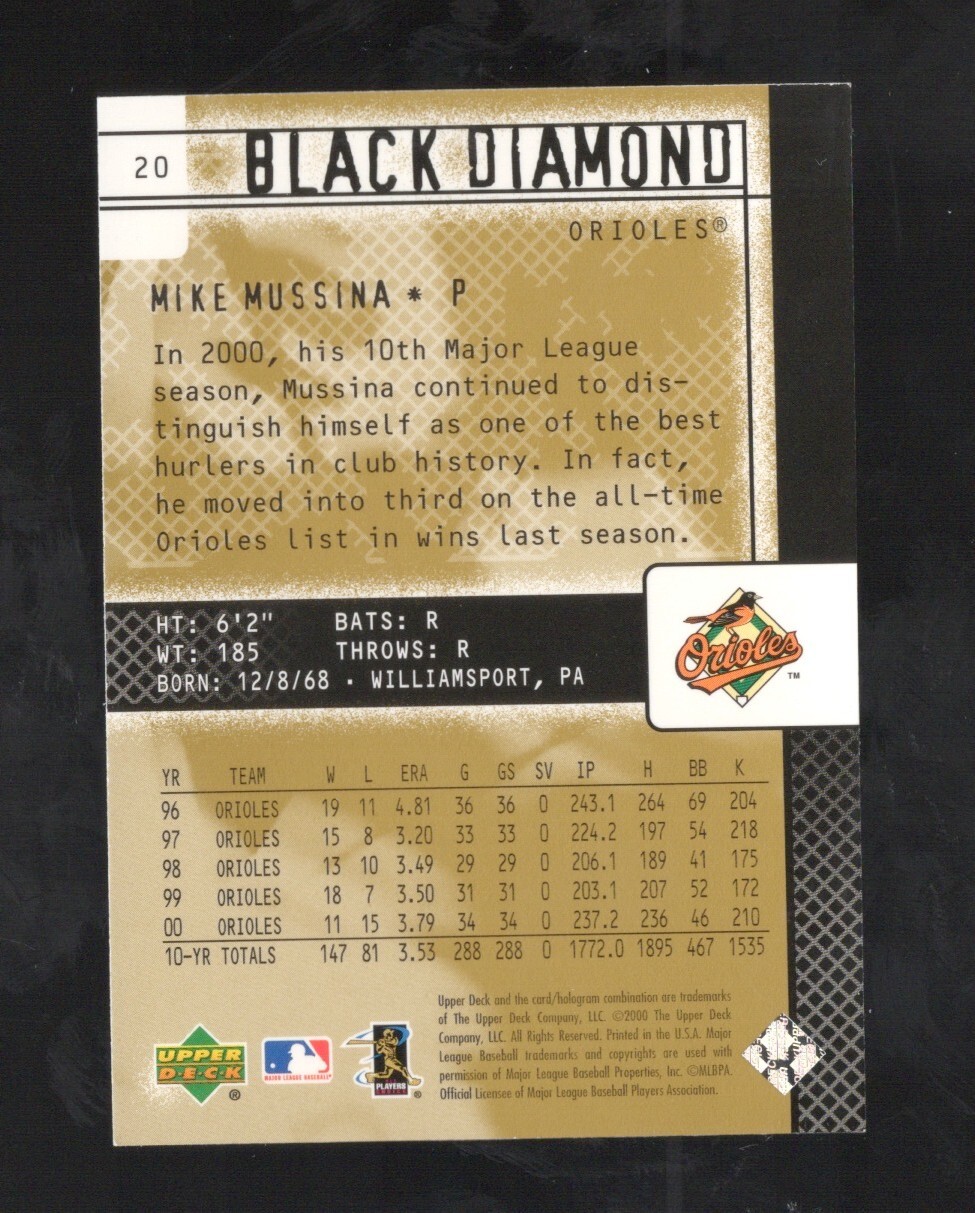 20
BLACK DIAMOND
ORIOLES®
MIKE MUSSINA * P
In 2000, his 10th Major League
season, Mussina continued to dis-
tinguish himself as one of the best
hurlers in club history. In fact,
he moved into third on the all-time
Orioles list in wins last season.
HT: 6'2" BATS: R
WT: 185 THROWS: R
BORN: 12/8/68 · WILLIAMSPORT, PA
Orioles ™
YR TEAM W L ERA G GS SV IP H BB K
96 ORIOLES 19 11 4.81 36 36 0 243.1 264 69 204
97 ORIOLES 15 8 3.20 33 33 0 224.2 197 54 218
98 ORIOLES 13 10 3.49 29 29 0 206.1 189 41 175
99 ORIOLES 18 7 3.50 31 31 0 203.1 207 52 172
00 ORIOLES 11 15 3.79 34 34 0 237.2 236 46 210
10-YR TOTALS 147 81 3.53 288 288 0 1772.0 1895 467 1535
Upper Deck and the card/hologram combination are trademarks
of The Upper Deck Company, LLC. ©2000 The Upper Deck
Company, LLC. All Rights Reserved. Printed in the U.S.A. Major
League Baseball trademarks and copyrights are used with
permission of Major League Baseball Properties, Inc. ©MLBPA.
Official Licensee of Major League Baseball Players Association.
UPPER
DECK ®
MAJOR LEAGUE BASEBALL
PLAYERS
CHOICE ®